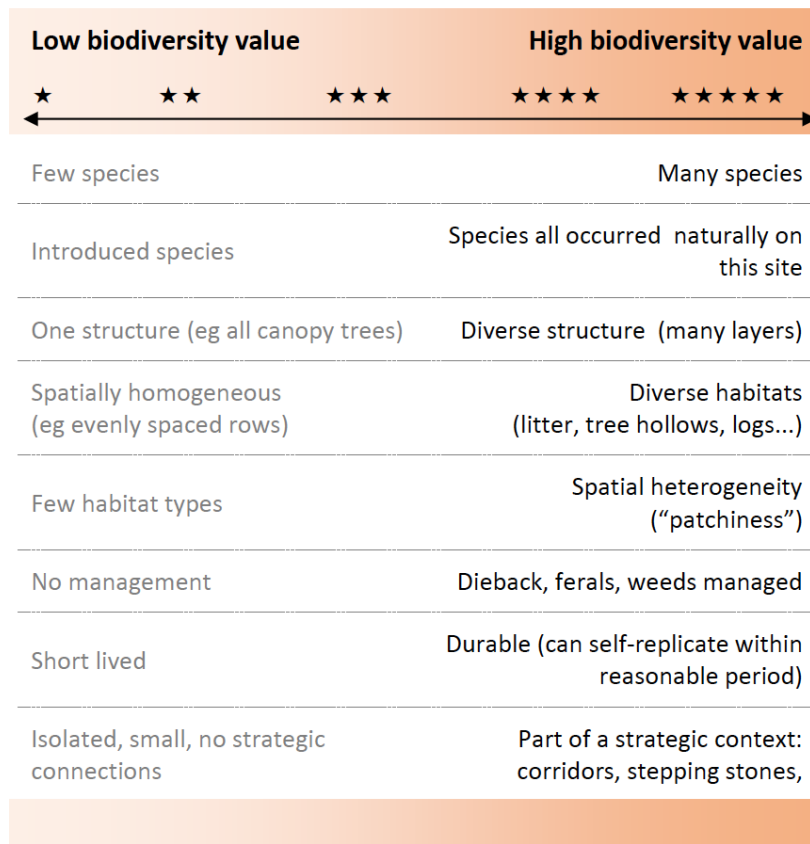 Low biodiversity value
High biodiversity value
★ ★★ ★★★ ★★★★ ★★★★★
Few species
Many species
Introduced species
Species all occurred  naturally on
this site
One structure (eg all canopy trees)
Diverse structure  (many layers)
Spatially homogeneous
(eg evenly spaced rows)
Diverse habitats
(litter, tree hollows, logs...)
Few habitat types
Spatial heterogeneity
(“patchiness”)
No management
Dieback, ferals, weeds managed
Short lived
Durable (can self-replicate within
reasonable period)
Isolated, small, no strategic
connections
Part of a strategic context:
corridors, stepping stones,